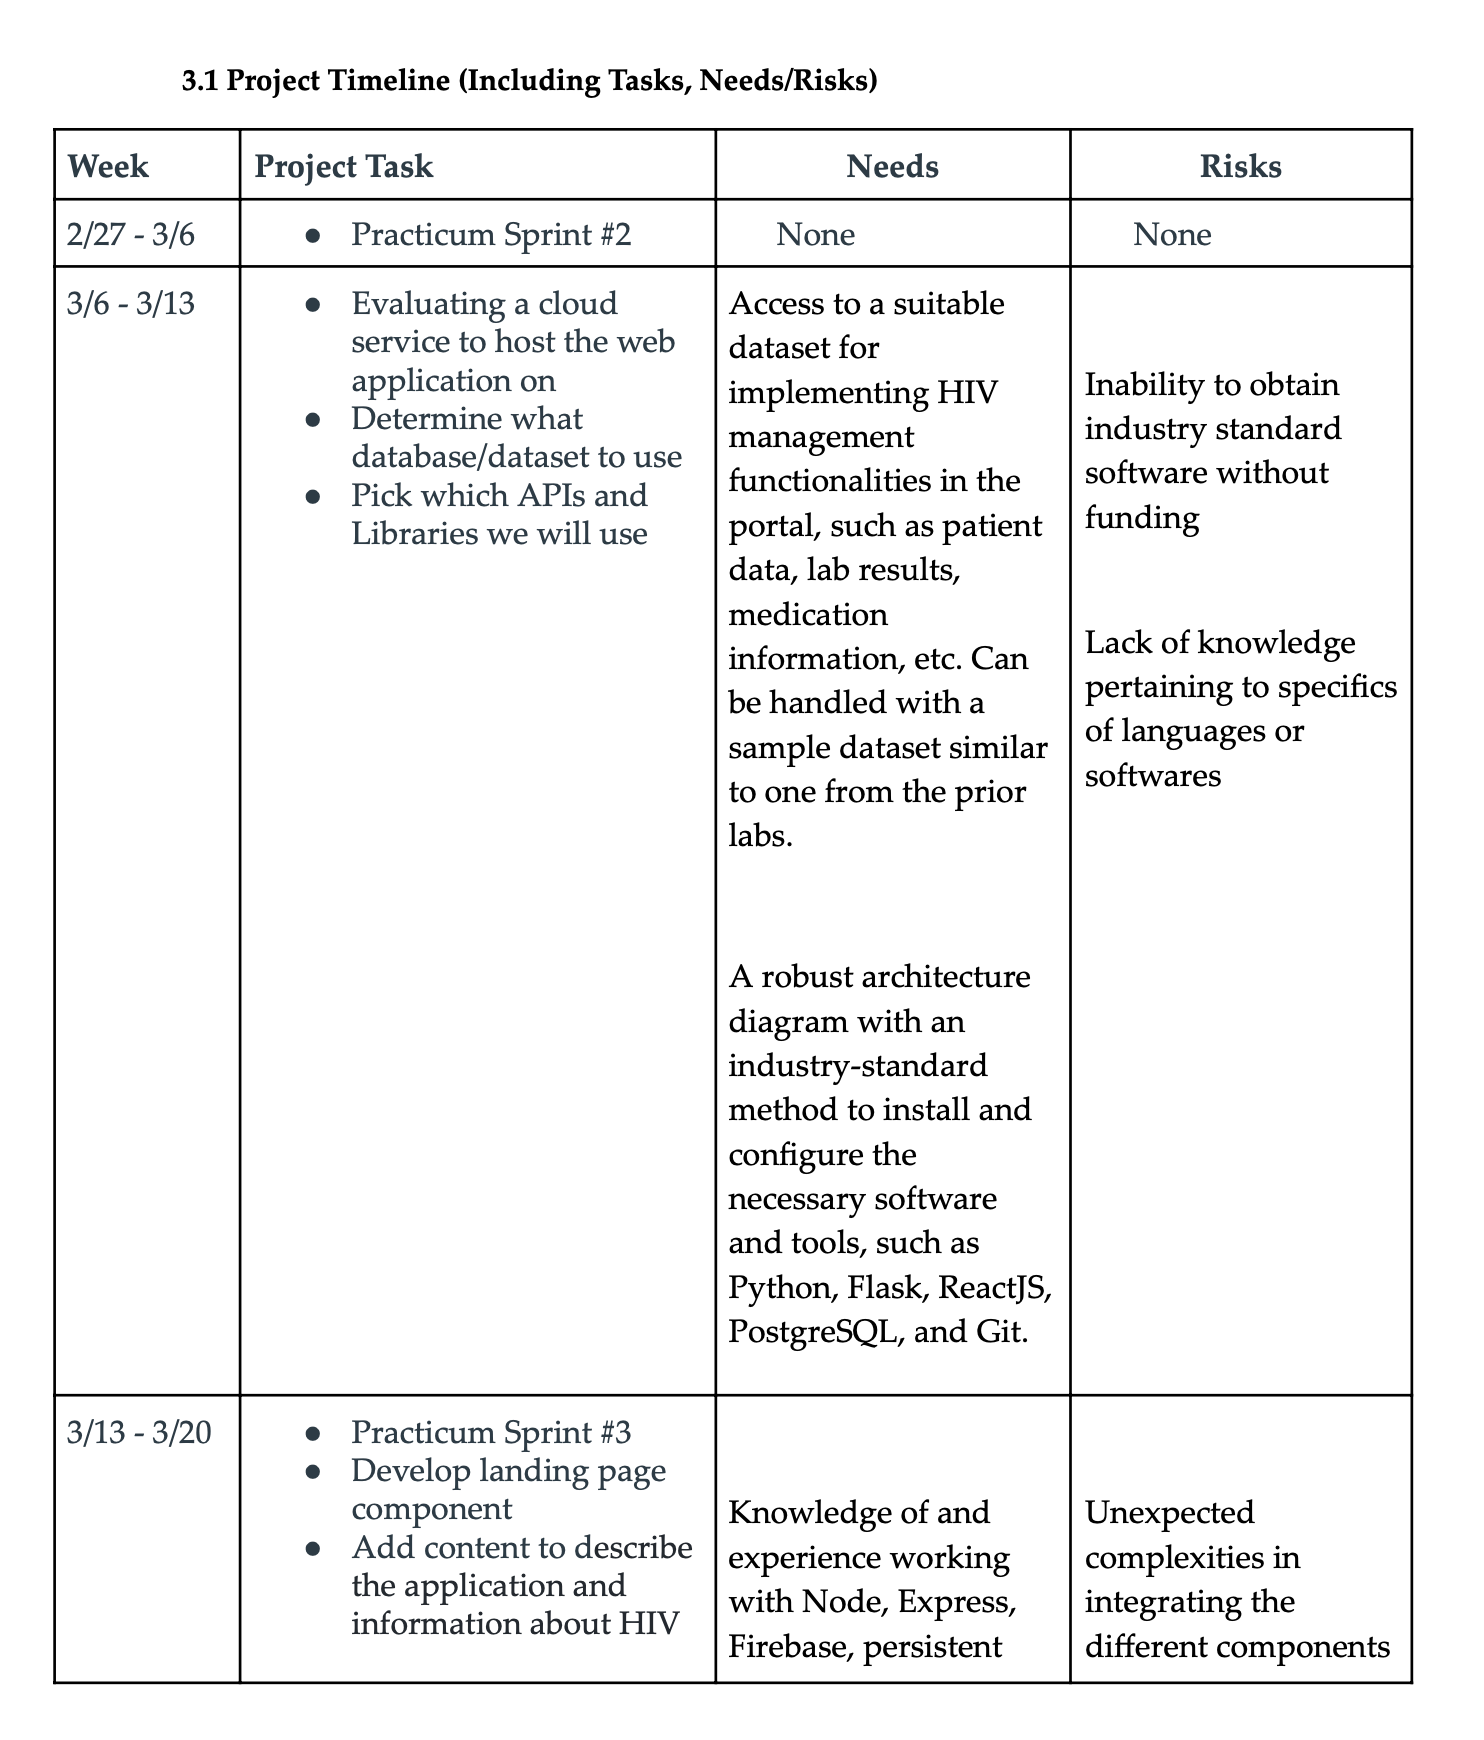 3.1 Project Timeline (Including Tasks, Needs/Risks)
Week
Project Task
Needs
Risks
2/27 - 3/6
● Practicum Sprint #2
None
None
3/6 - 3/13
● Evaluating a cloud
service to host the web
application on
● Determine what
database/dataset to use
● Pick which APIs and
Libraries we will use
Access to a suitable
dataset for
implementing HIV
management
functionalities in the
portal, such as patient
data, lab results,
medication
information, etc. Can
be handled with a
sample dataset similar
to one from the prior
labs.
A robust architecture
diagram with an
industry-standard
method to install and
configure the
necessary software
and tools, such as
Python, Flask, ReactJS,
PostgreSQL, and Git.
Inability to obtain
industry standard
software without
funding
Lack of knowledge
pertaining to specifics
of languages or
softwares
3/13 - 3/20
● Practicum Sprint #3
● Develop landing page
component
● Add content to describe
the application and
information about HIV
Knowledge of and
experience working
with Node, Express,
Firebase, persistent
Unexpected
complexities in
integrating the
different components